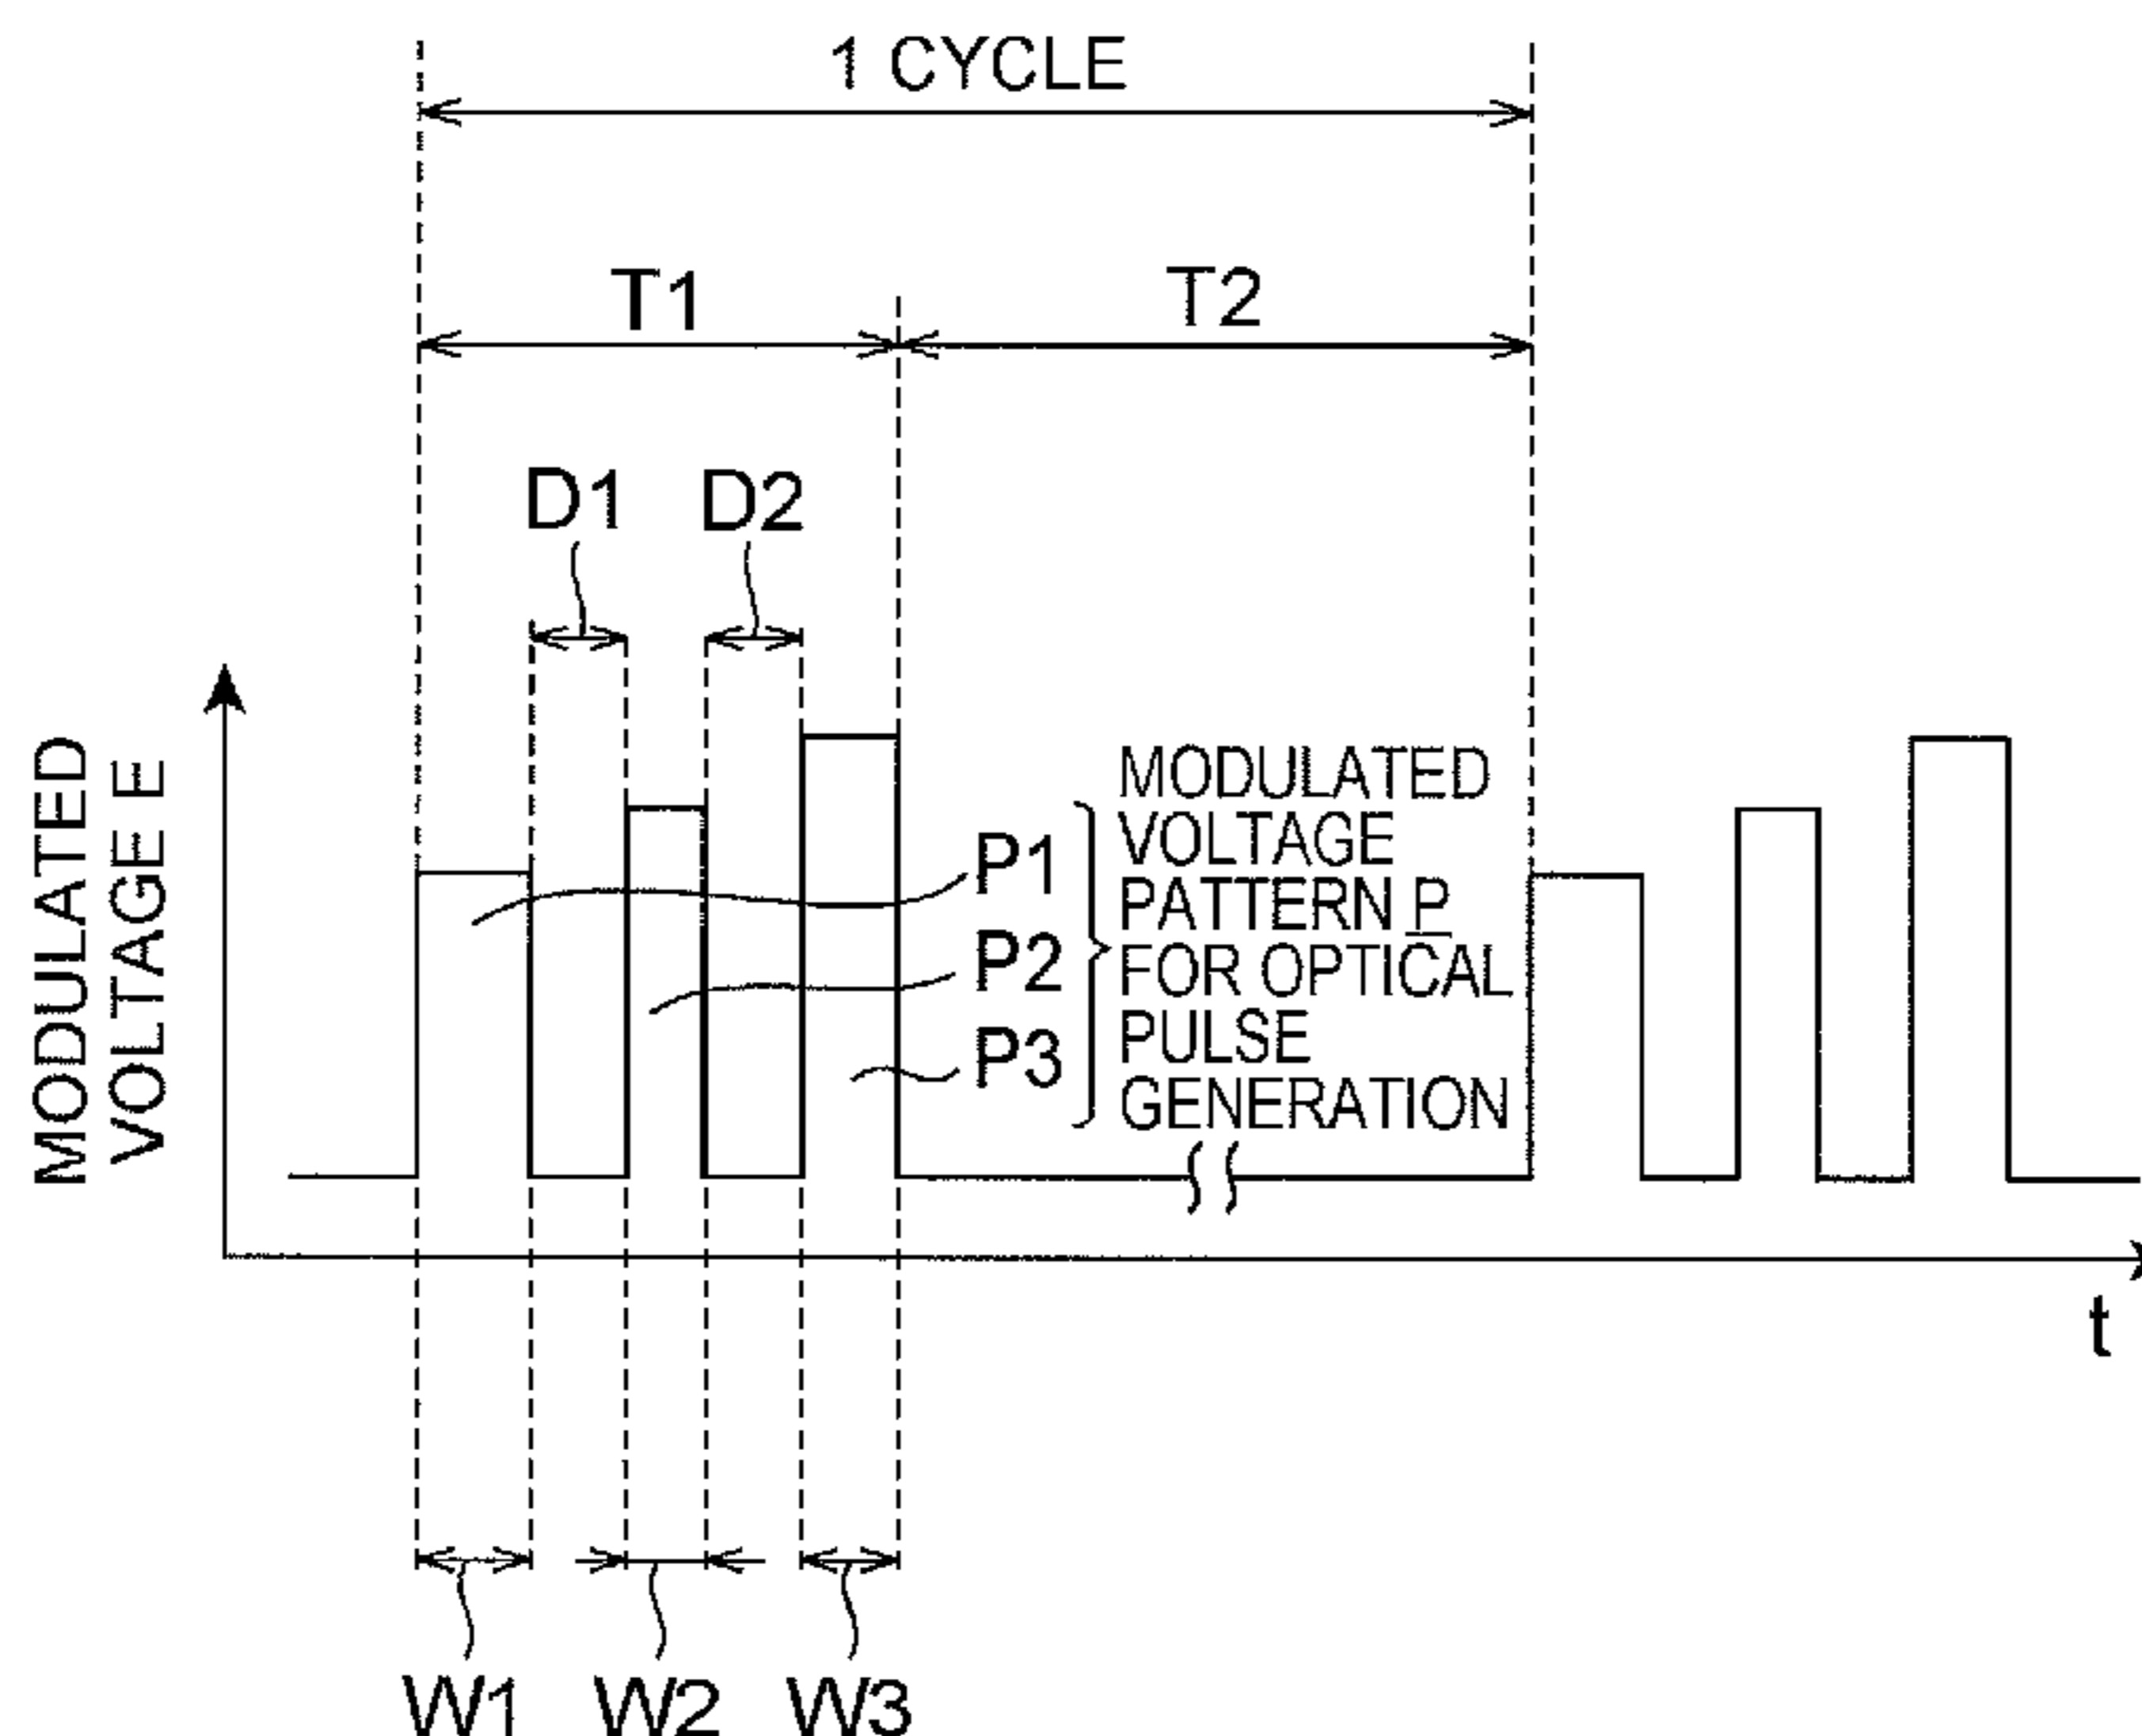 1 CYCLE
T1
T2
D1
D2
MODULATED
VOLTAGE E
P1
P2
P3
MODULATED
VOLTAGE
PATTERN P
FOR OPTICAL
PULSE
GENERATION
t
W1
W2
W3